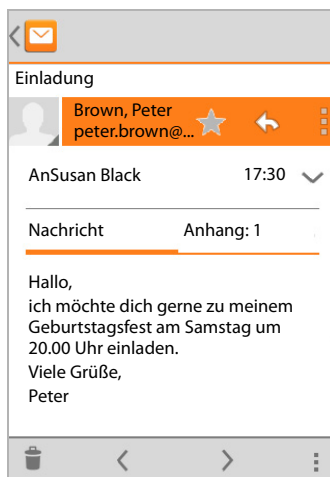 Einladung
Brown, Peter
peter.brown@...
AnSusan Black 17:30
Nachricht Anhang: 1
Hallo,
ich möchte dich gerne zu meinem
Geburtstagsfest am Samstag um
20.00 Uhr einladen.
Viele Grüße,
Peter